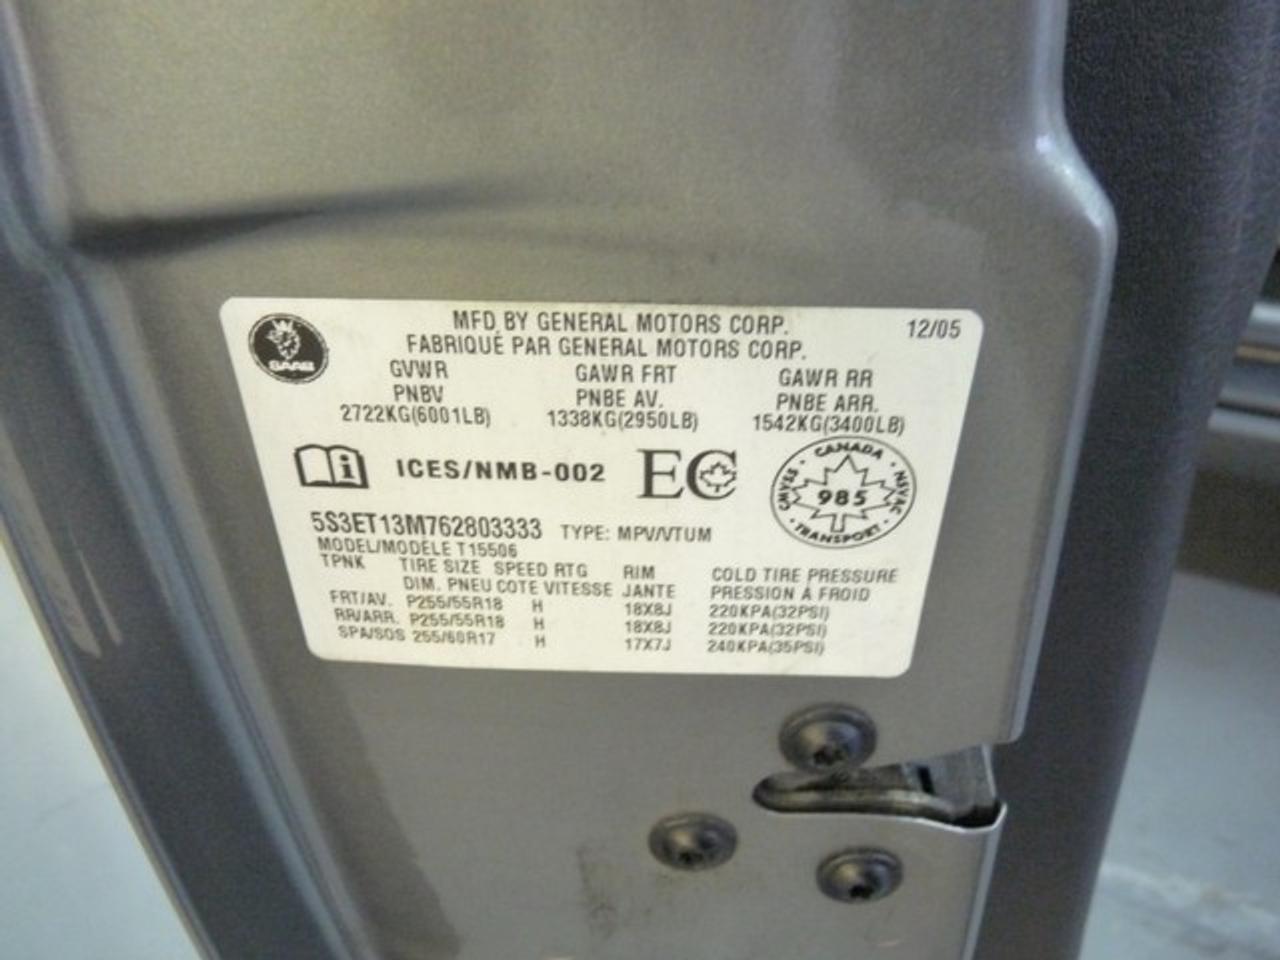 SAAB
MFD. BY GENERAL MOTORS CORP. 12/05
FABRIQUÉ PAR GENERAL MOTORS CORP.
GVWR GAWR FRT GAWR RR
PNBV PNBE AV. PNBE ARR.
2722KG(6001LB) 1338KG(2950LB) 1542KG(3400LB)
ICES/NMB-002 EC
CANADA
CMVSS 985 NSVAC
TRANSPORT
5S3ET13M762803333 TYPE: MPV/VTUM
MODEL/MODÈLE T15506
TPNK TIRE SIZE SPEED RTG RIM COLD TIRE PRESSURE
DIM. PNEU COTE VITESSE JANTE PRESSION À FROID
FRT/AV. P255/55R18 H 18X8J 220KPA(32PSI)
RR/ARR. P255/55R18 H 18X8J 220KPA(32PSI)
SPA/SOS 255/60R17 H 17X7J 240KPA(35PSI)